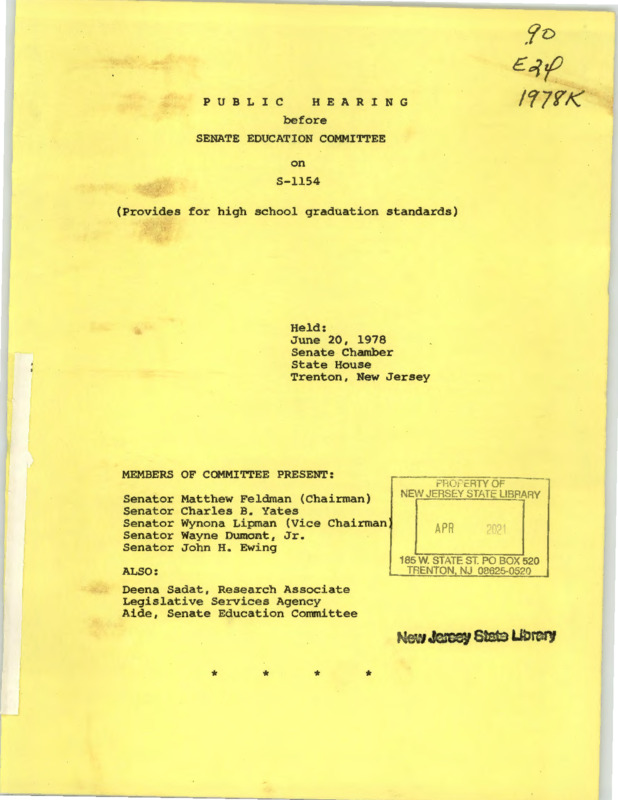 90
E24
1978K
PUBLIC HEARING
before
SENATE EDUCATION COMMITTEE
on
S-1154
(Provides for high school graduation standards)
Held:
June 20, 1978
Senate Chamber
State House
Trenton, New Jersey
MEMBERS OF COMMITTEE PRESENT:
Senator Matthew Feldman (Chairman)
Senator Charles B. Yates
Senator Wynona Lipman (Vice Chairman)
Senator Wayne Dumont, Jr.
Senator John H. Ewing
ALSO:
Deena Sadat, Research Associate
Legislative Services Agency
Aide, Senate Education Committee
PROPERTY OF
NEW JERSEY STATE LIBRARY
APR 2021
185 W. STATE ST. PO BOX 520
TRENTON, NJ 08625-0520
New Jersey State Library
* * * *